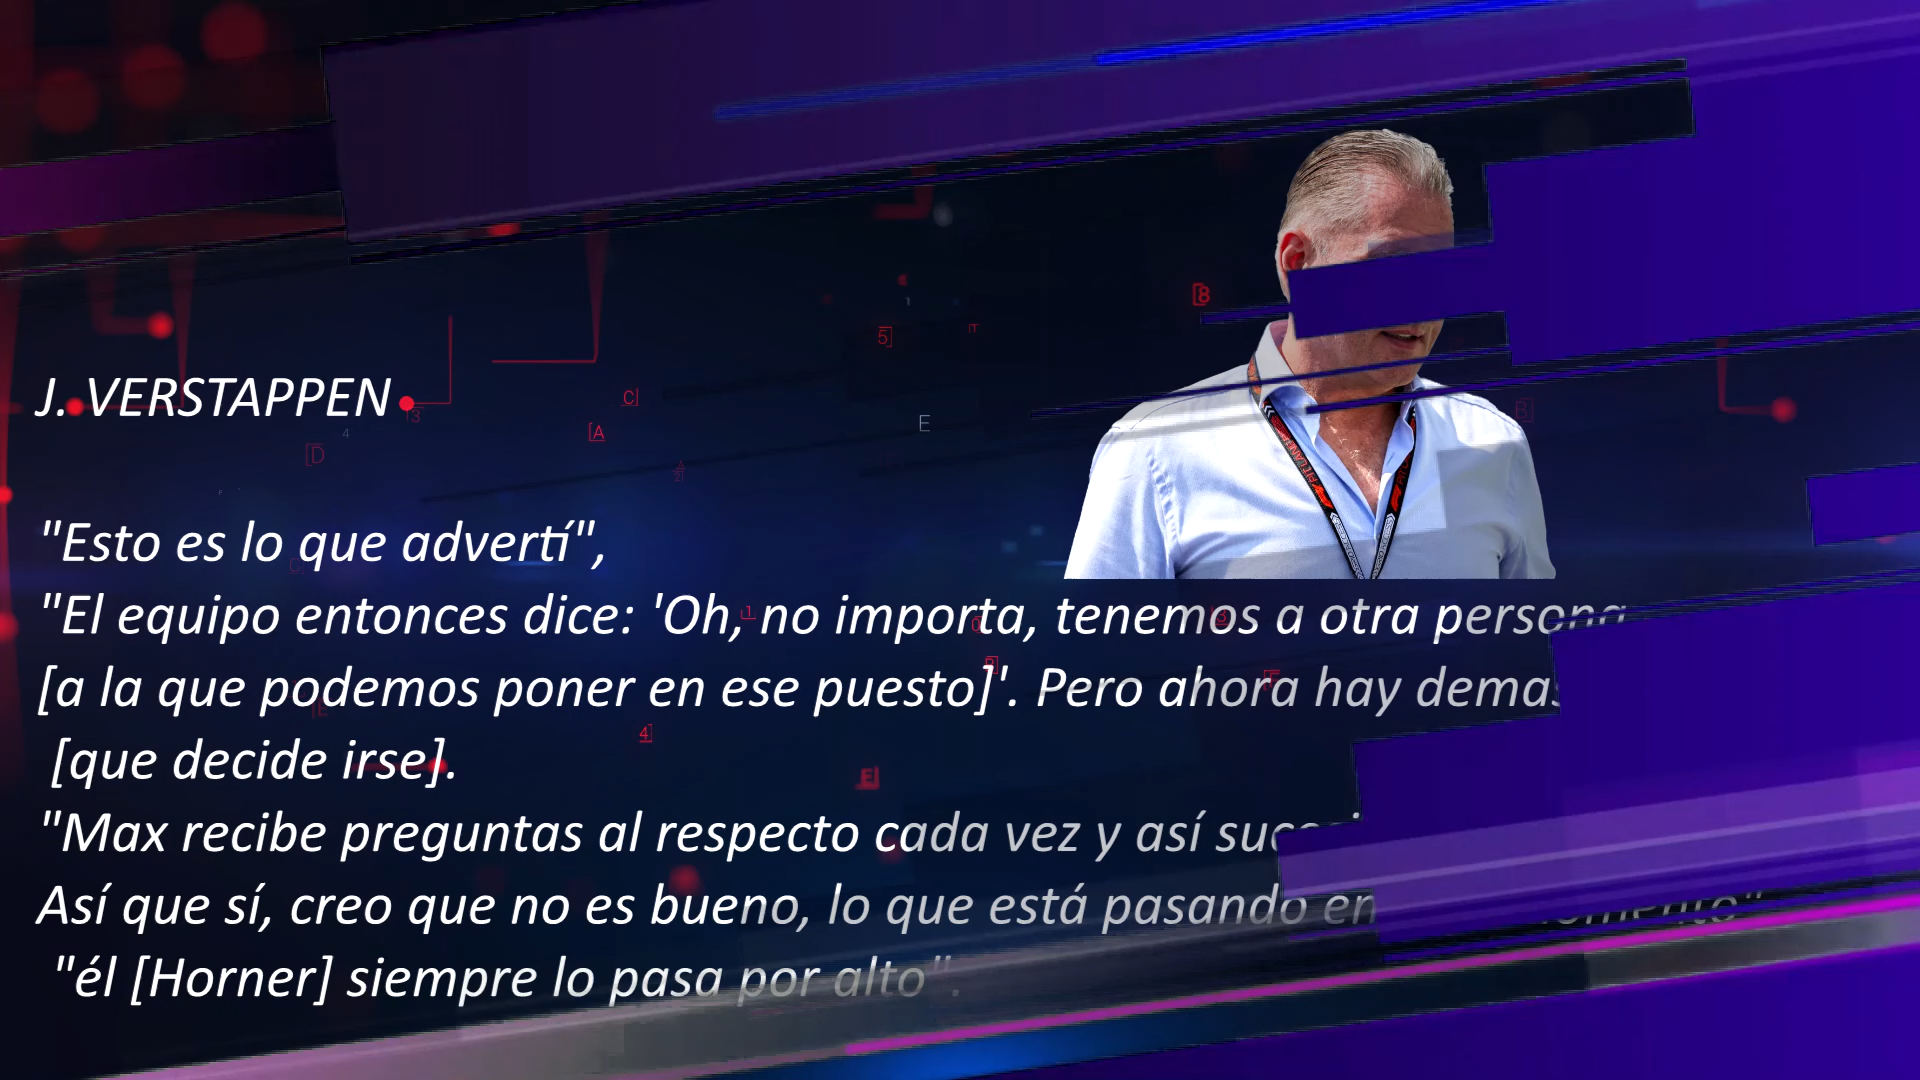 J. VERSTAPPEN
"Esto es lo que advertí",
"El equipo entonces dice: 'Oh, no importa, tenemos a otra persona
[a la que podemos poner en ese puesto]'. Pero ahora hay
[que decide irse].
"Max recibe preguntas al respecto cada vez y así
Así que sí, creo que no es bueno, lo que está pasando en
"él [Horner] siempre lo pasa por alto".